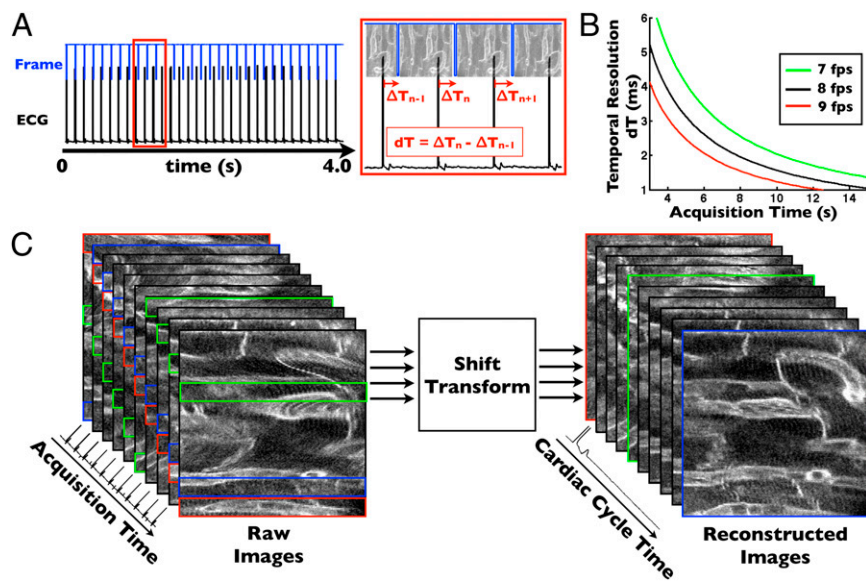 A
Frame
ECG
0
time (s)
4.0
ΔTn-1
ΔTn
ΔTn+1
dT = ΔTn - ΔTn-1
B
Temporal Resolution
dT (ms)
6
5
4
3
2
1
4 6 8 10 12 14
Acquisition Time (s)
7 fps
8 fps
9 fps
C
Acquisition Time
Raw
Images
Shift
Transform
Cardiac Cycle Time
Reconstructed
Images